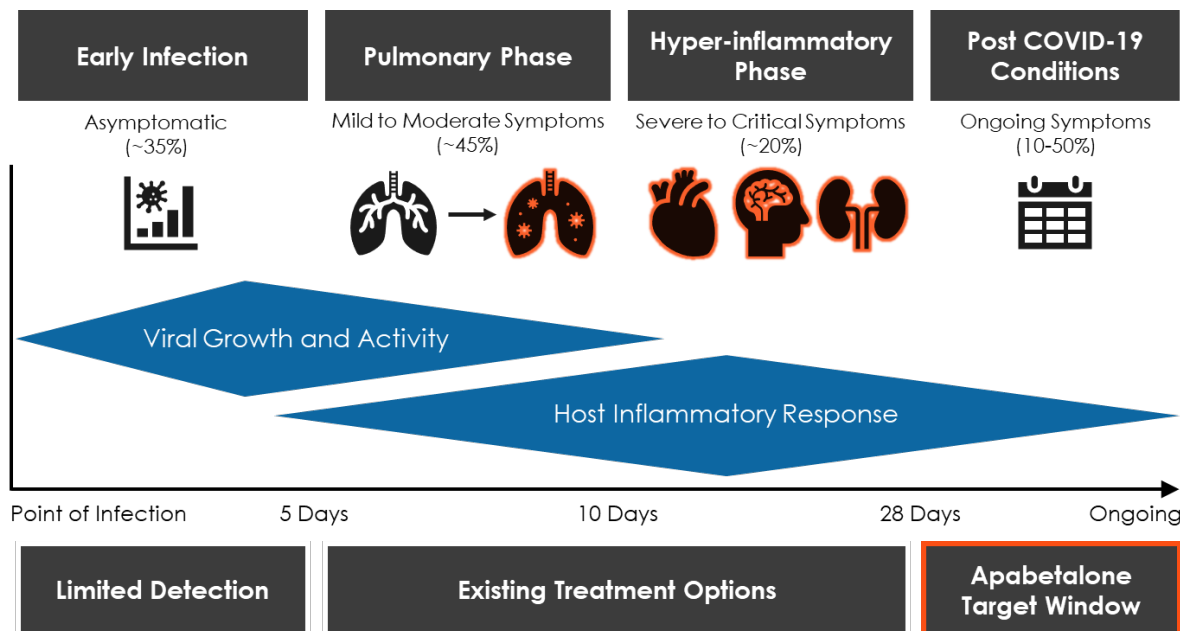 Early Infection
Pulmonary Phase
Hyper-inflammatory
Phase
Post COVID-19
Conditions
Asymptomatic
(~35%)
Mild to Moderate Symptoms
(~45%)
Severe to Critical Symptoms
(~20%)
Ongoing Symptoms
(10-50%)
Viral Growth and Activity
Host Inflammatory Response
Point of Infection
5 Days
10 Days
28 Days
Ongoing
Limited Detection
Existing Treatment Options
Apabetalone
Target Window